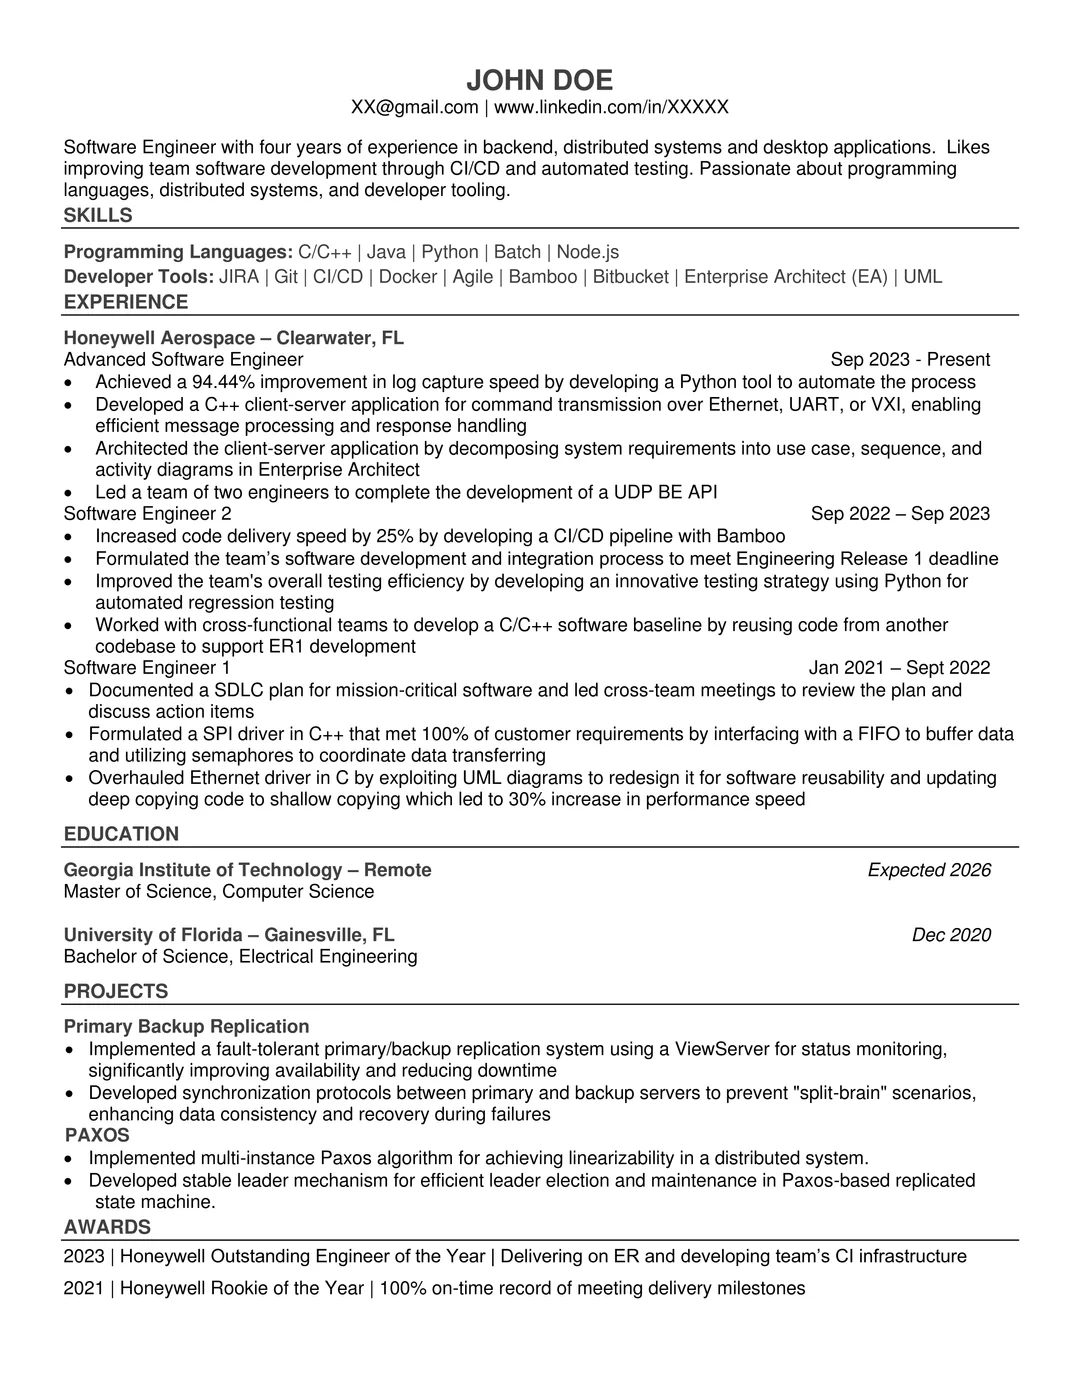 JOHN DOE
XX@gmail.com | www.linkedin.com/in/XXXXX
Software Engineer with four years of experience in backend, distributed systems and desktop applications.  Likes
improving team software development through CI/CD and automated testing. Passionate about programming
languages, distributed systems, and developer tooling.
SKILLS
Programming Languages: C/C++ | Java | Python | Batch | Node.js
Developer Tools: JIRA | Git | CI/CD | Docker | Agile | Bamboo | Bitbucket | Enterprise Architect (EA) | UML
EXPERIENCE
Honeywell Aerospace – Clearwater, FL
Advanced Software Engineer Sep 2023 - Present
• Achieved a 94.44% improvement in log capture speed by developing a Python tool to automate the process
• Developed a C++ client-server application for command transmission over Ethernet, UART, or VXI, enabling
efficient message processing and response handling
• Architected the client-server application by decomposing system requirements into use case, sequence, and
activity diagrams in Enterprise Architect
• Led a team of two engineers to complete the development of a UDP BE API
Software Engineer 2 Sep 2022 – Sep 2023
• Increased code delivery speed by 25% by developing a CI/CD pipeline with Bamboo
• Formulated the team’s software development and integration process to meet Engineering Release 1 deadline
• Improved the team's overall testing efficiency by developing an innovative testing strategy using Python for
automated regression testing
• Worked with cross-functional teams to develop a C/C++ software baseline by reusing code from another
codebase to support ER1 development
Software Engineer 1 Jan 2021 – Sept 2022
• Documented a SDLC plan for mission-critical software and led cross-team meetings to review the plan and
discuss action items
• Formulated a SPI driver in C++ that met 100% of customer requirements by interfacing with a FIFO to buffer data
and utilizing semaphores to coordinate data transferring
• Overhauled Ethernet driver in C by exploiting UML diagrams to redesign it for software reusability and updating
deep copying code to shallow copying which led to 30% increase in performance speed
EDUCATION
Georgia Institute of Technology – Remote Expected 2026
Master of Science, Computer Science
University of Florida – Gainesville, FL Dec 2020
Bachelor of Science, Electrical Engineering
PROJECTS
Primary Backup Replication
• Implemented a fault-tolerant primary/backup replication system using a ViewServer for status monitoring,
significantly improving availability and reducing downtime
• Developed synchronization protocols between primary and backup servers to prevent "split-brain" scenarios,
enhancing data consistency and recovery during failures
PAXOS
• Implemented multi-instance Paxos algorithm for achieving linearizability in a distributed system.
• Developed stable leader mechanism for efficient leader election and maintenance in Paxos-based replicated
state machine.
AWARDS
2023 | Honeywell Outstanding Engineer of the Year | Delivering on ER and developing team’s CI infrastructure
2021 | Honeywell Rookie of the Year | 100% on-time record of meeting delivery milestones